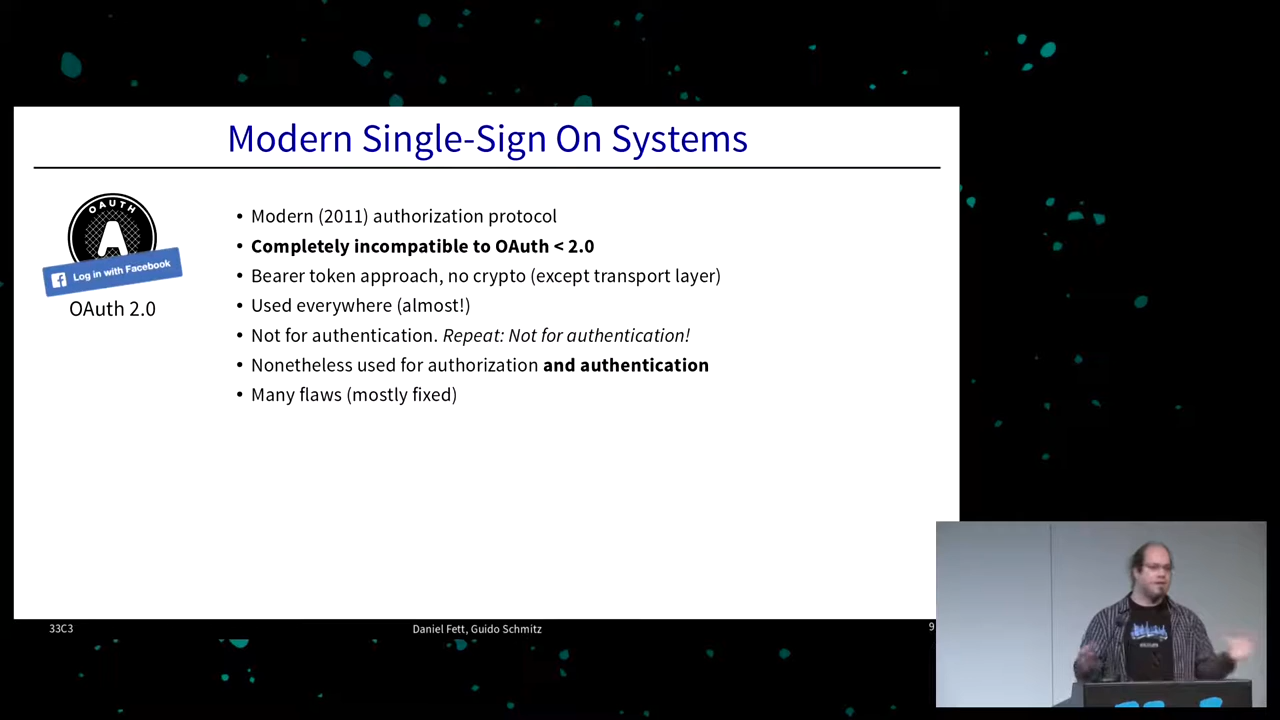 Modern Single-Sign On Systems
OAUTH
A
Log in with Facebook
OAuth 2.0
• Modern (2011) authorization protocol
• Completely incompatible to OAuth < 2.0
• Bearer token approach, no crypto (except transport layer)
• Used everywhere (almost!)
• Not for authentication. Repeat: Not for authentication!
• Nonetheless used for authorization and authentication
• Many flaws (mostly fixed)
33C3
Daniel Fett, Guido Schmitz
9